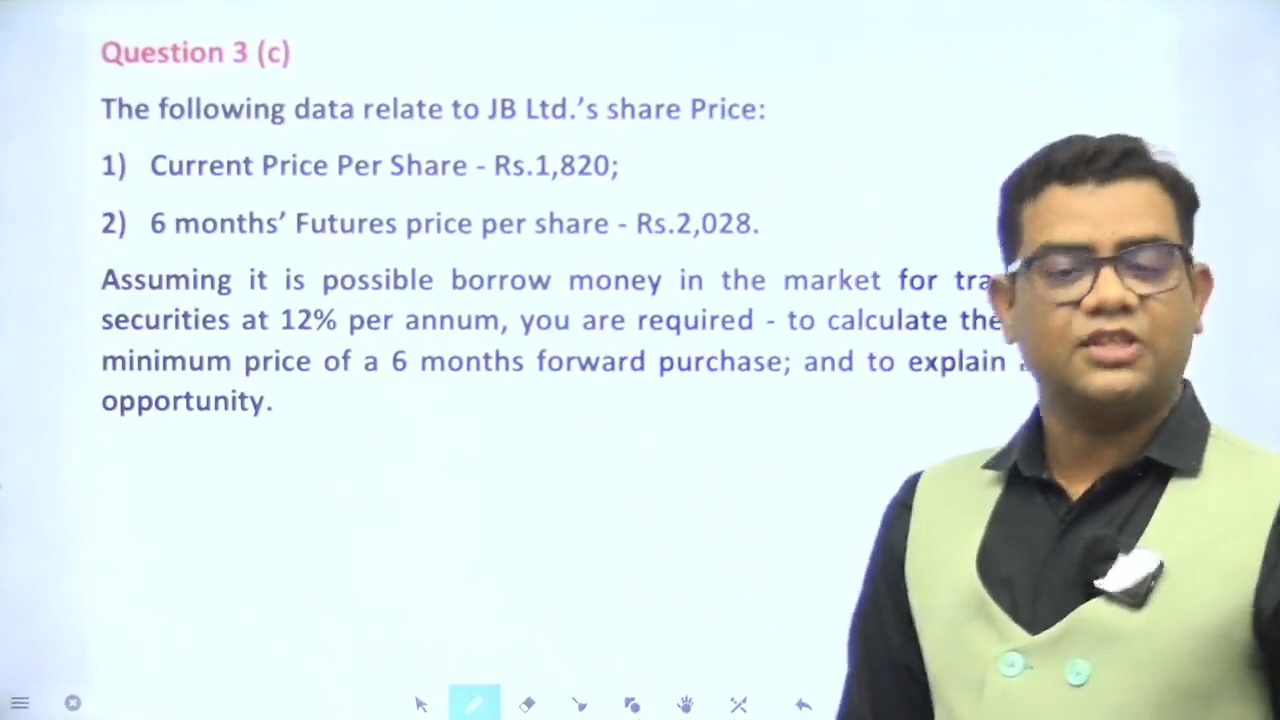 Question 3 (c)
The following data relate to JB Ltd.’s share Price:
1) Current Price Per Share - Rs.1,820;
2) 6 months’ Futures price per share - Rs.2,028.
Assuming it is possible borrow money in the market for
securities at 12% per annum, you are required - to calculate the
minimum price of a 6 months forward purchase; and to explain
opportunity.